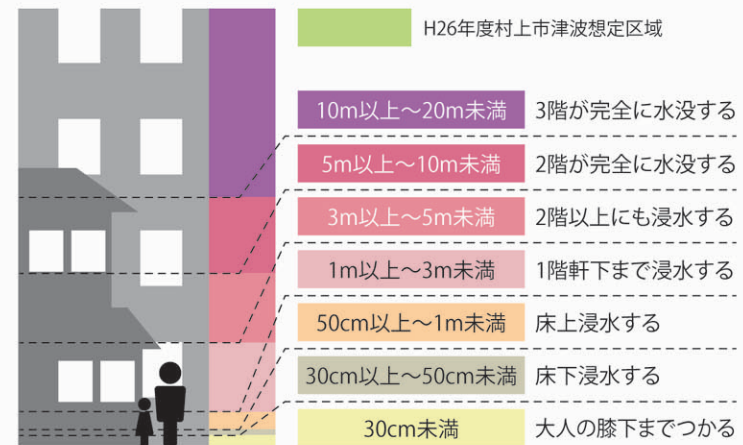 H26年度村上市津波想定区域
10m以上～20m未満 3階が完全に水没する
5m以上～10m未満 2階が完全に水没する
3m以上～5m未満 2階以上にも浸水する
1m以上～3m未満 1階軒下まで浸水する
50cm以上～1m未満 床上浸水する
30cm以上～50cm未満 床下浸水する
30cm未満 大人の膝下までつかる